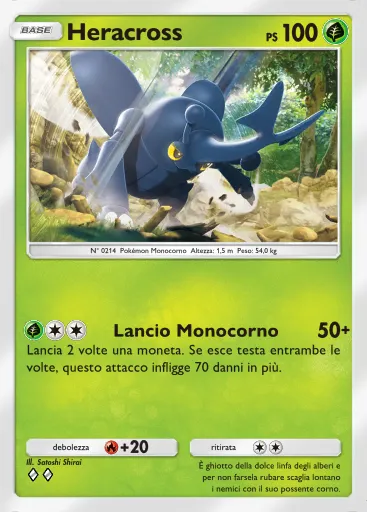 BASE Heracross PS 100
N° 0214 Pokémon Monocorno Altezza: 1,5 m Peso: 54,0 kg
Lancio Monocorno 50+
Lancia 2 volte una moneta. Se esce testa entrambe le
volte, questo attacco infligge 70 danni in più.
debolezza +20 ritirata
Ill. Satoshi Shirai
È ghiotto della dolce linfa degli alberi e
per non farsela rubare scaglia lontano
i nemici con il suo possente corno.